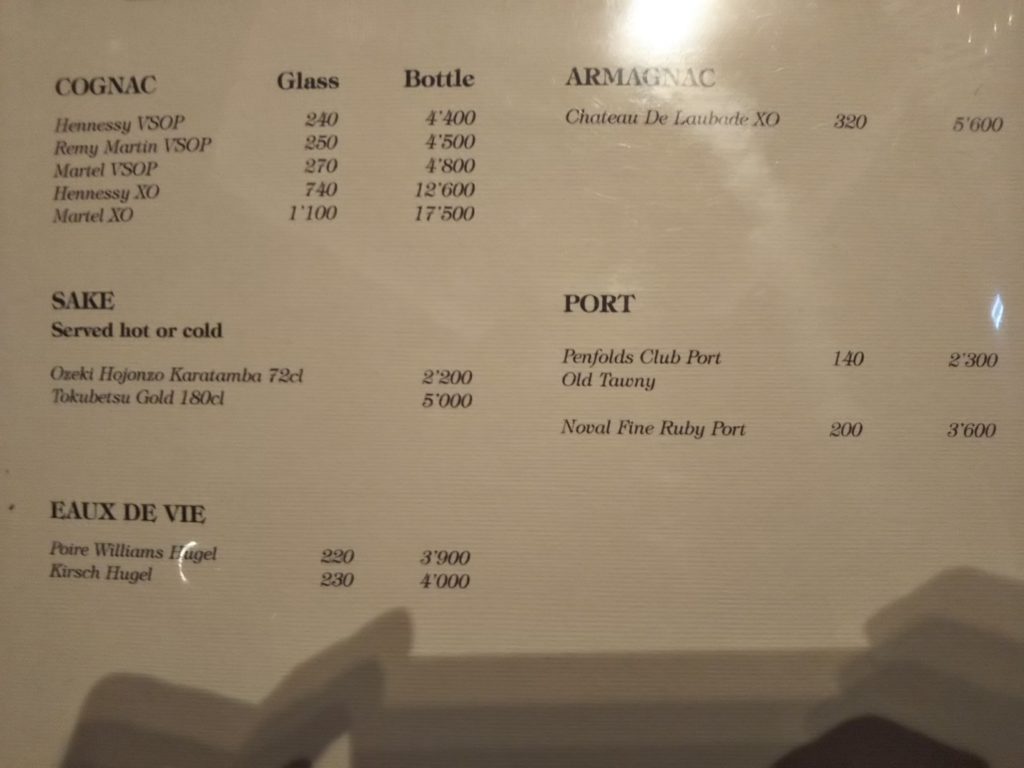 COGNAC Glass Bottle
Hennessy VSOP 240 4'400
Remy Martin VSOP 250 4'500
Martel VSOP 270 4'800
Hennessy XO 740 12'600
Martel XO 1'100 17'500
SAKE
Served hot or cold
Ozeki Hojonzo Karatamba 72cl 2'200
Tokubetsu Gold 180cl 5'000
EAUX DE VIE
Poire Williams Hugel 220 3'900
Kirsch Hugel 230 4'000
ARMAGNAC
Chateau De Laubade XO 320 5'600
PORT
Penfolds Club Port 140 2'300
Old Tawny
Noval Fine Ruby Port 200 3'600